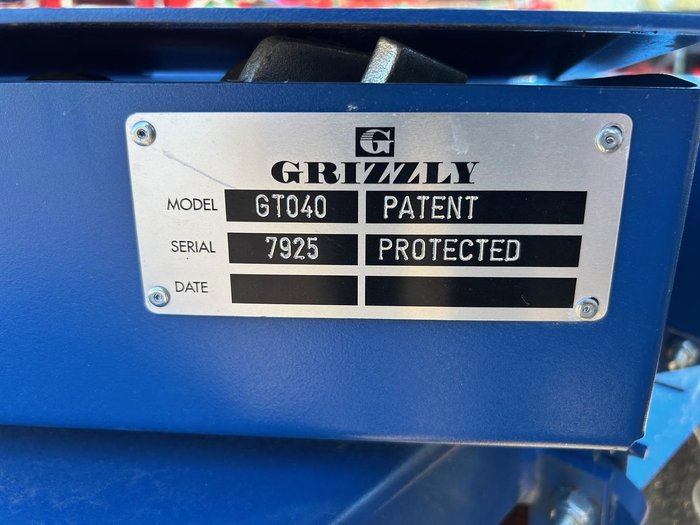 G
GRIZZLY
MODEL GT040 PATENT
SERIAL 7925 PROTECTED
DATE